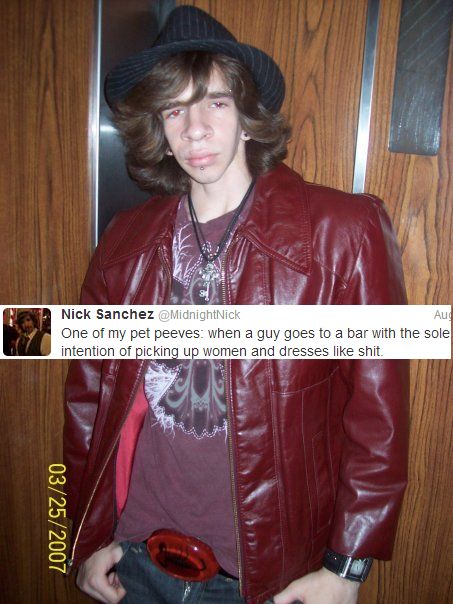 Nick Sanchez @MidnightNick Aug
One of my pet peeves: when a guy goes to a bar with the sole
intention of picking up women and dresses like shit.
03/25/2007